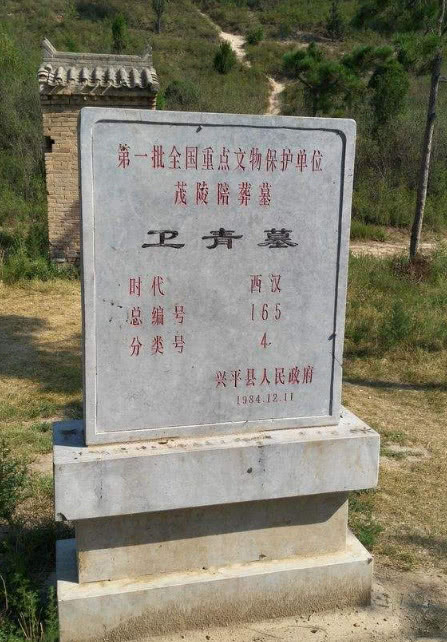 第一批全国重点文物保护单位
茂陵陪葬墓
卫青墓
时代 西汉
总编号 165
分类号 4
兴平县人民政府
1984.12.11